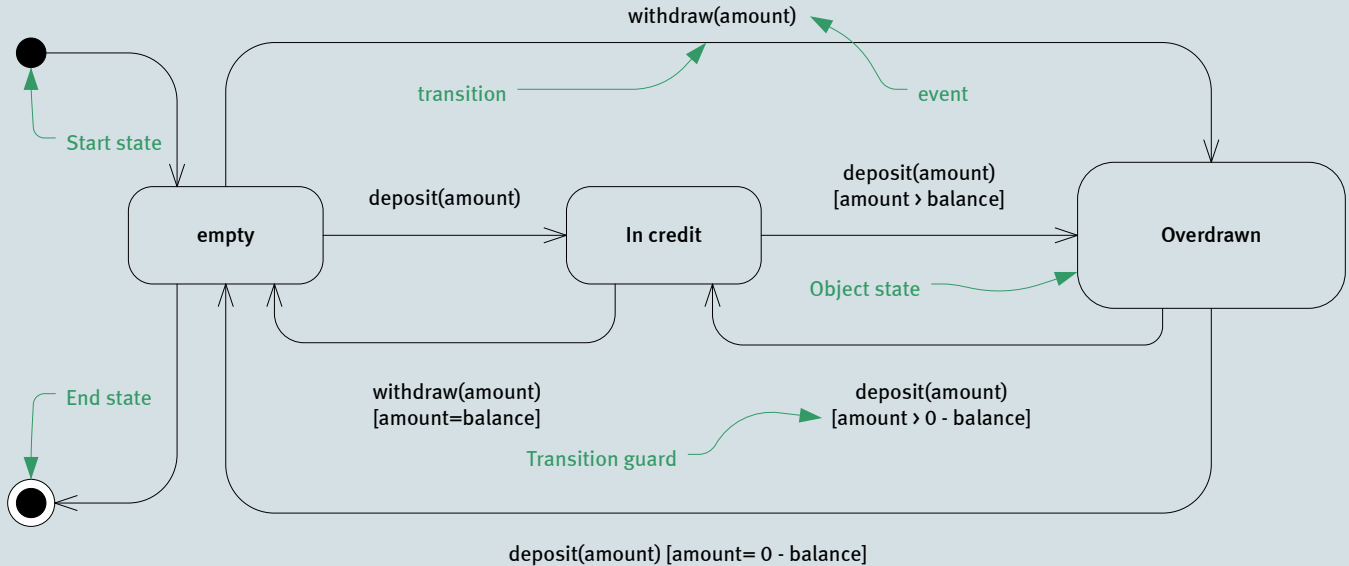 withdraw(amount)
transition
event
Start state
deposit(amount)
deposit(amount)
[amount > balance]
empty
In credit
Overdrawn
Object state
End state
withdraw(amount)
[amount=balance]
deposit(amount)
[amount > 0 - balance]
Transition guard
deposit(amount) [amount= 0 - balance]